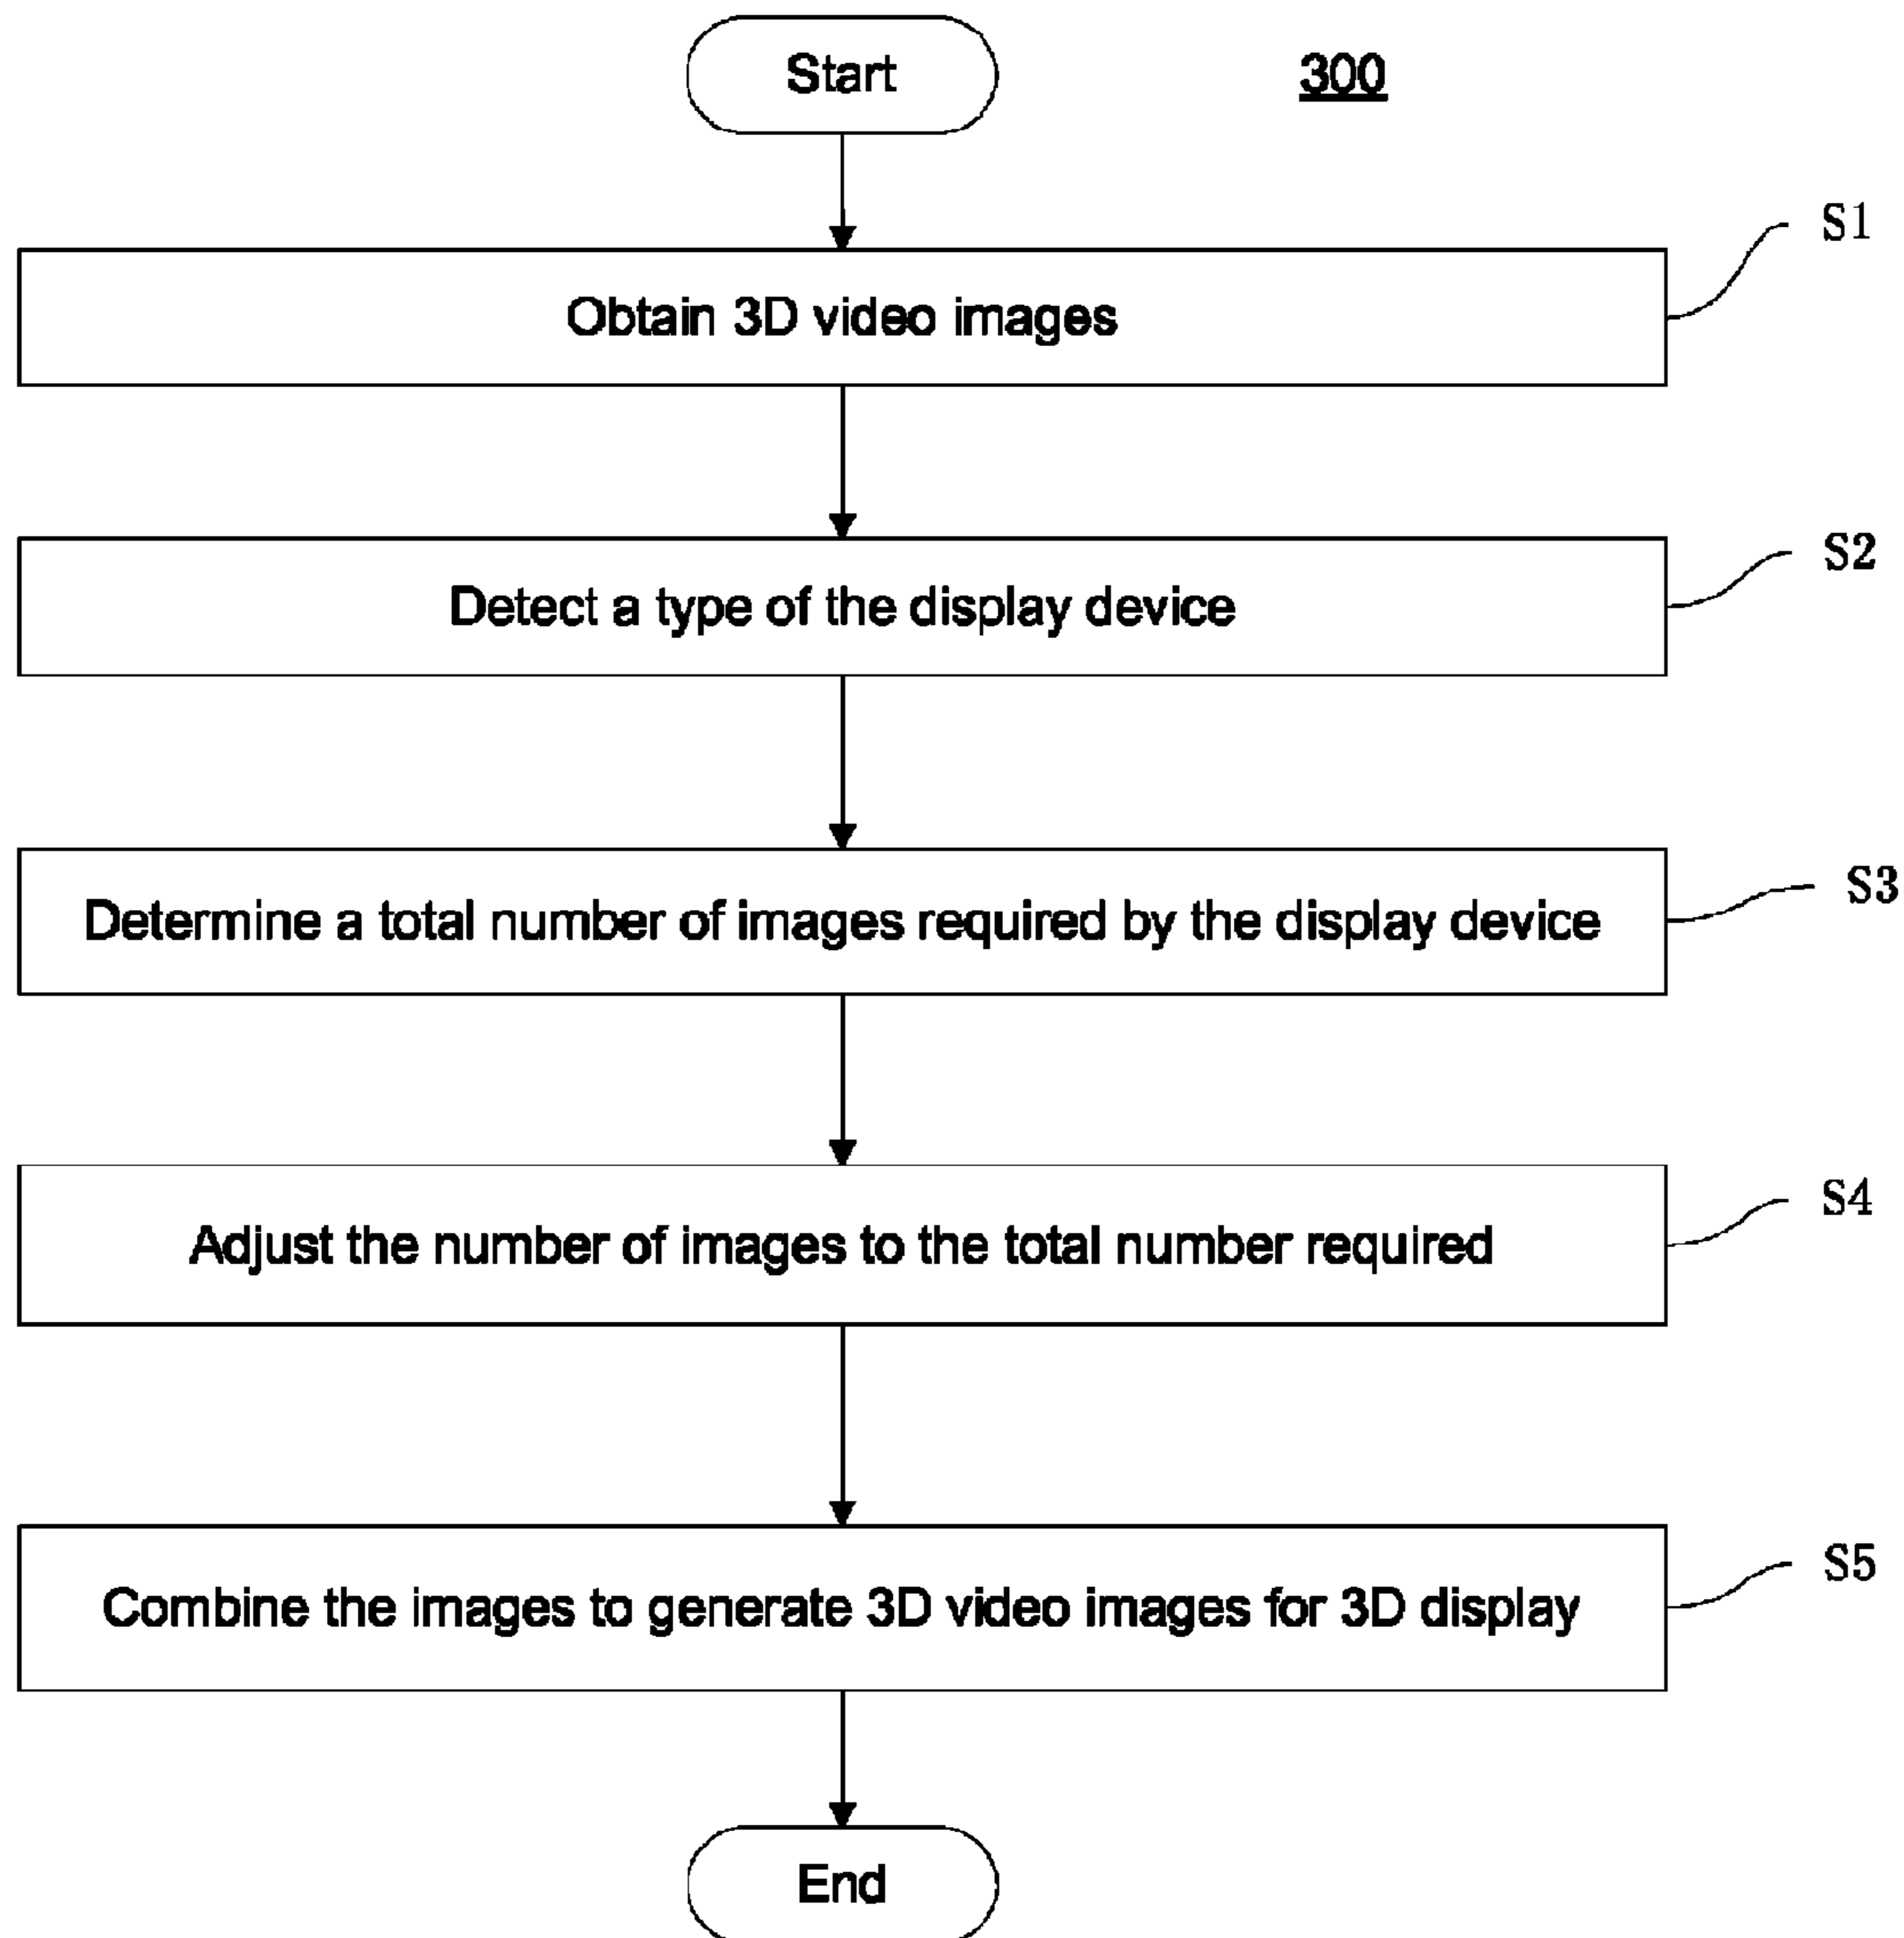 Start
300
S1
Obtain 3D video images
S2
Detect a type of the display device
S3
Determine a total number of images required by the display device
S4
Adjust the number of images to the total number required
S5
Combine the images to generate 3D video images for 3D display
End